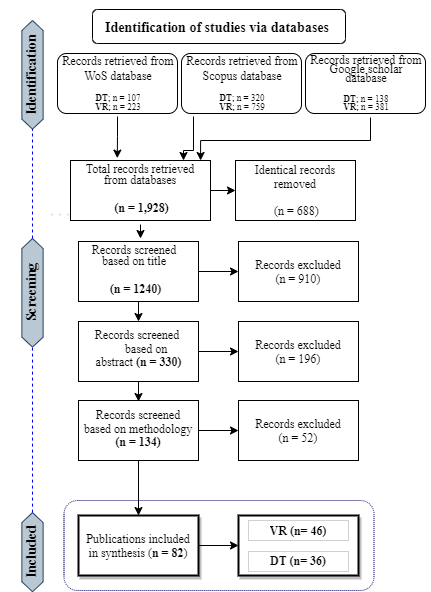 Identification of studies via databases
Identification
Records retrieved from
WoS database
DT; n = 107
VR; n = 223
Records retrieved from
Scopus database
DT; n = 320
VR; n = 759
Records retrieved from
Google scholar
database
DT; n = 138
VR; n = 381
Total records retrieved
from databases
(n = 1,928)
Identical records
removed
(n = 688)
Screening
Records screened
based on title
(n = 1240)
Records excluded
(n = 910)
Records screened
based on
abstract (n = 330)
Records excluded
(n = 196)
Records screened
based on methodology
(n = 134)
Records excluded
(n = 52)
Included
Publications included
in synthesis (n = 82)
VR (n= 46)
DT (n= 36)